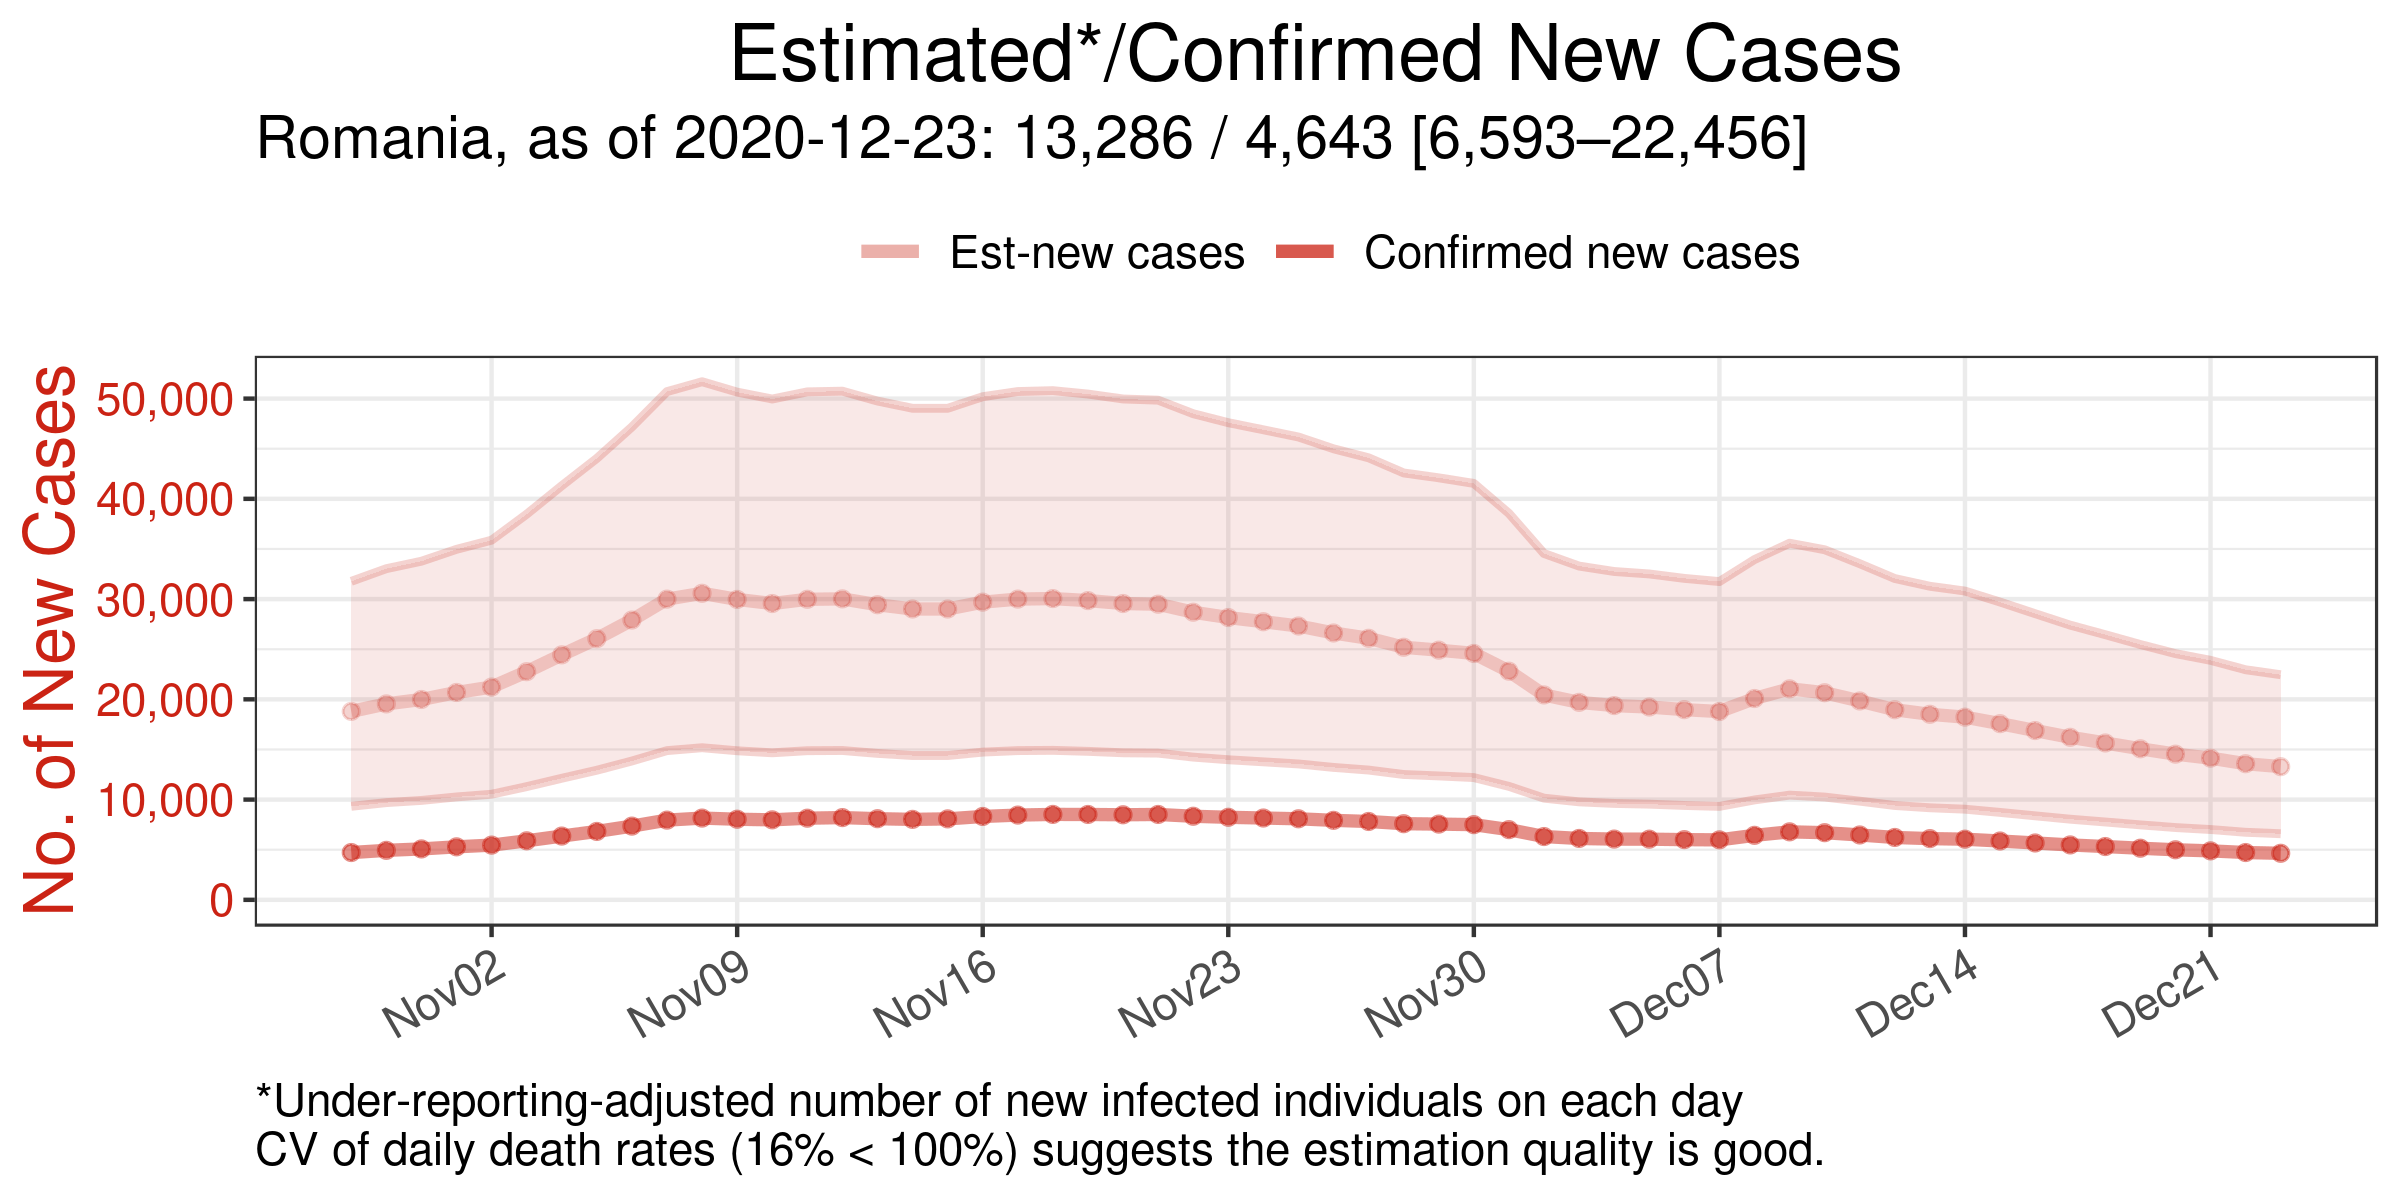 Estimated*/Confirmed New Cases
Romania, as of 2020-12-23: 13,286 / 4,643 [6,593–22,456]
Est-new cases
Confirmed new cases
No. of New Cases
50,000
40,000
30,000
20,000
10,000
0
Nov02
Nov09
Nov16
Nov23
Nov30
Dec07
Dec14
Dec21
*Under-reporting-adjusted number of new infected individuals on each day
CV of daily death rates (16% < 100%) suggests the estimation quality is good.